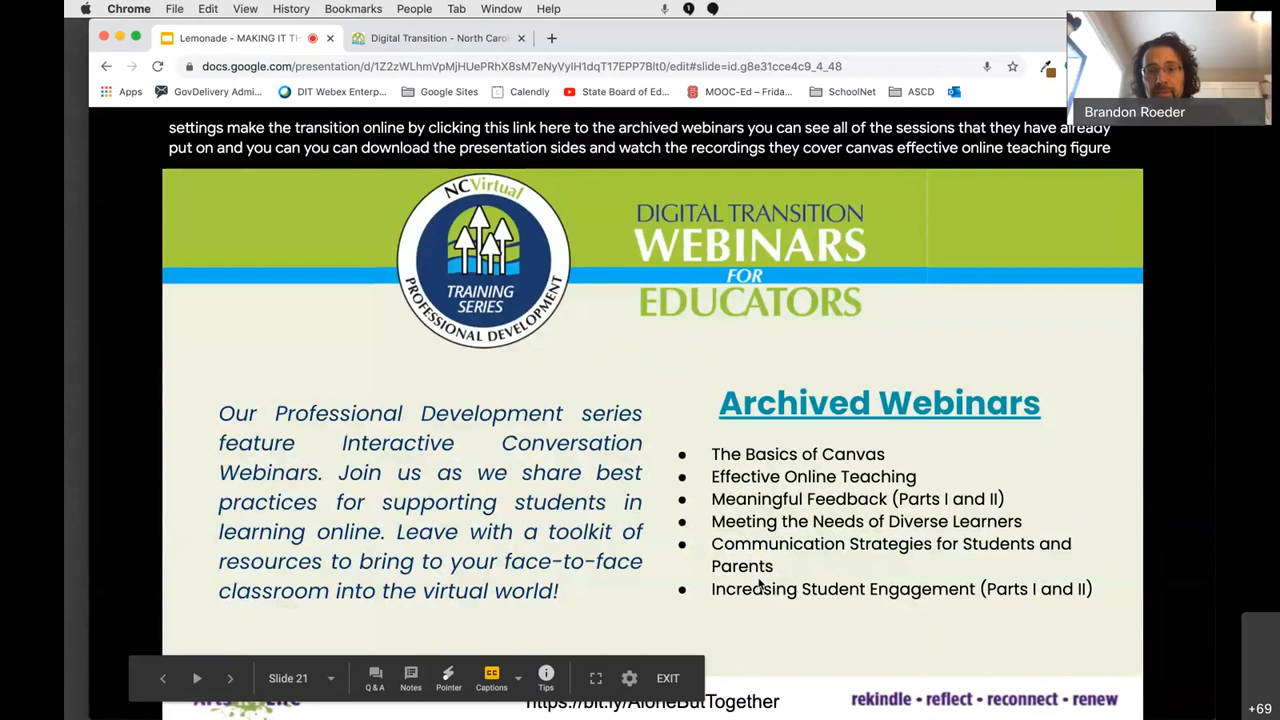 Chrome File Edit View History Bookmarks People Tab Window Help
Lemonade - MAKING IT TH
Digital Transition - North Caro
docs.google.com/presentation/d/1Z2zWLhmVpMjHUePRhX8sM7eNyVyIH1dqT17EPP7Blt0/edit#slide=id.g8e31cce4c9_4_48
Brandon Roeder
Apps GovDelivery Admin... DIT Webex Enterp... Google Sites Calendly State Board of Ed... MOOC-Ed – Frida... SchoolNet ASCD
settings make the transition online by clicking this link here to the archived webinars you can see all of the sessions that they have already
put on and you can you can download the presentation sides and watch the recordings they cover canvas effective online teaching figure
NCVirtual
TRAINING
SERIES
PROFESSIONAL DEVELOPMENT
DIGITAL TRANSITION
WEBINARS
FOR
EDUCATORS
Our Professional Development series
feature Interactive Conversation
Webinars. Join us as we share best
practices for supporting students in
learning online. Leave with a toolkit of
resources to bring to your face-to-face
classroom into the virtual world!
Archived Webinars
● The Basics of Canvas
● Effective Online Teaching
● Meaningful Feedback (Parts I and II)
● Meeting the Needs of Diverse Learners
● Communication Strategies for Students and
Parents
● Increasing Student Engagement (Parts I and II)
Slide 21
Q & A Notes Pointer Captions Tips EXIT
https://bit.ly/AloneButTogether
rekindle • reflect • reconnect • renew
+69